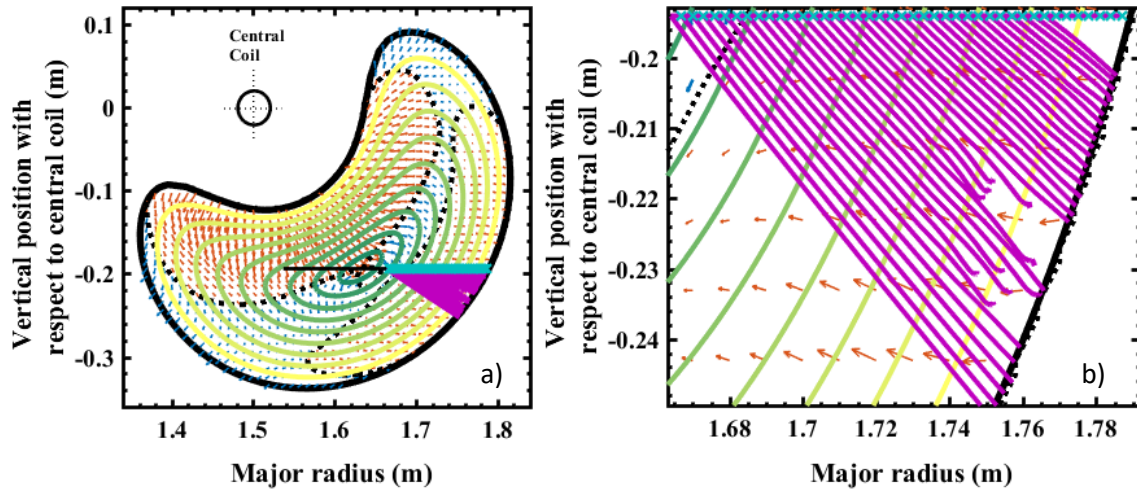 Central
Coil
Vertical position with
respect to central coil (m)
0.1
0
-0.1
-0.2
-0.3
1.4
1.5
1.6
1.7
1.8
Major radius (m)
a)
Vertical position with
respect to central coil (m)
-0.2
-0.21
-0.22
-0.23
-0.24
1.68
1.7
1.72
1.74
1.76
1.78
Major radius (m)
b)